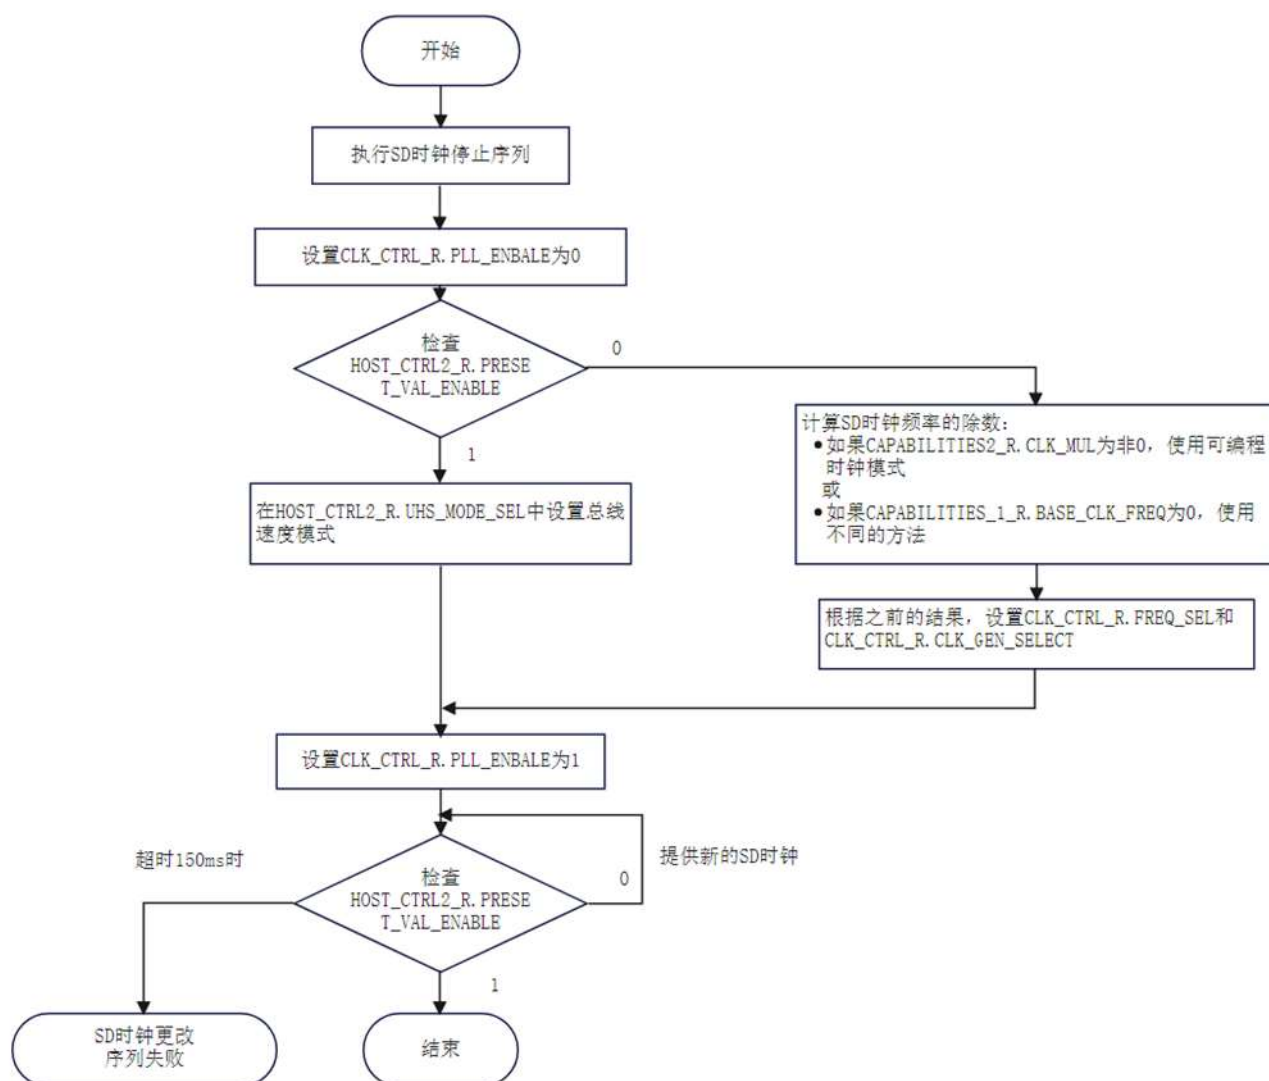 开始
执行SD时钟停止序列
设置CLK_CTRL_R.PLL_ENBALE为0
检查
HOST_CTRL2_R.PRESE
T_VAL_ENABLE
0
1
计算SD时钟频率的除数:
●如果CAPABILITIES2_R.CLK_MUL为非0,使用可编程
时钟模式
或
●如果CAPABILITIES_1_R.BASE_CLK_FREQ为0,使用
不同的方法
在HOST_CTRL2_R.UHS_MODE_SEL中设置总线
速度模式
根据之前的结果,设置CLK_CTRL_R.FREQ_SEL和
CLK_CTRL_R.CLK_GEN_SELECT
设置CLK_CTRL_R.PLL_ENBALE为1
超时150ms时
检查
HOST_CTRL2_R.PRESE
T_VAL_ENABLE
0
提供新的SD时钟
1
SD时钟更改
序列失败
结束